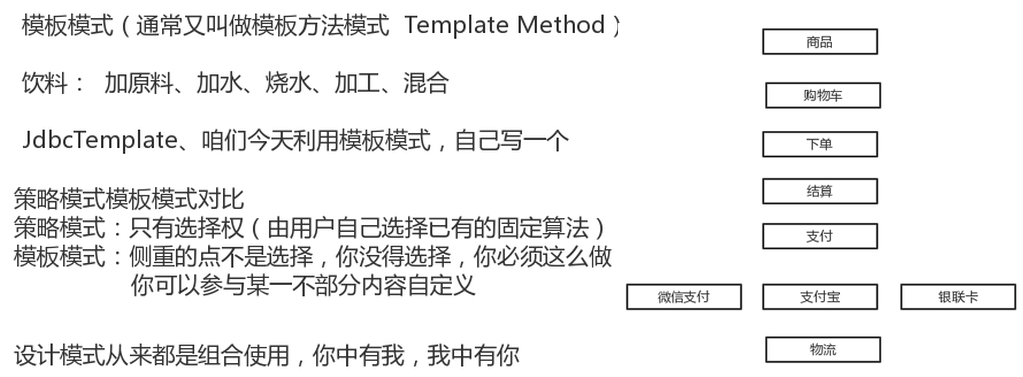 模板模式（通常又叫做模板方法模式 Template Method）
饮料： 加原料、加水、烧水、加工、混合
JdbcTemplate、咱们今天利用模板模式，自己写一个
策略模式模板模式对比
策略模式：只有选择权（由用户自己选择已有的固定算法）
模板模式：侧重的点不是选择，你没得选择，你必须这么做
你可以参与某一不部分内容自定义
设计模式从来都是组合使用，你中有我，我中有你
商品
购物车
下单
结算
支付
微信支付
支付宝
银联卡
物流